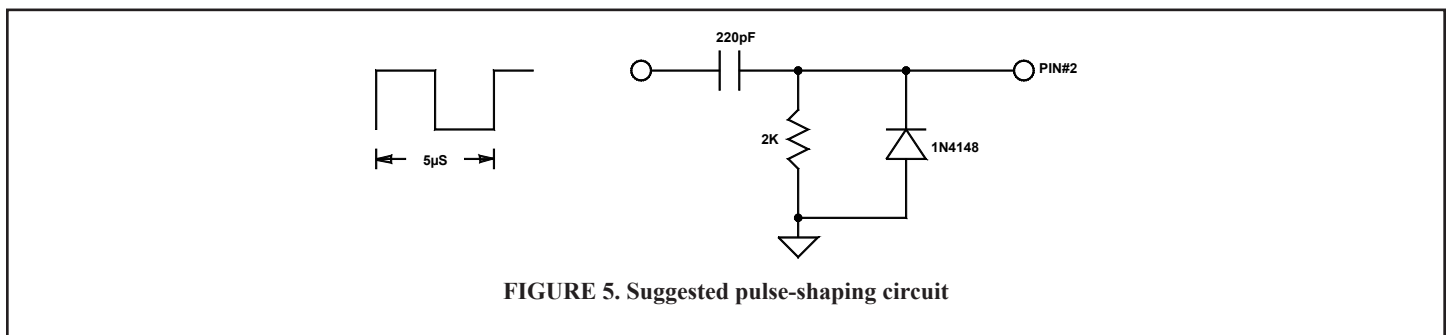 220pF
PIN#2
2K
1N4148
5µS
FIGURE 5. Suggested pulse-shaping circuit